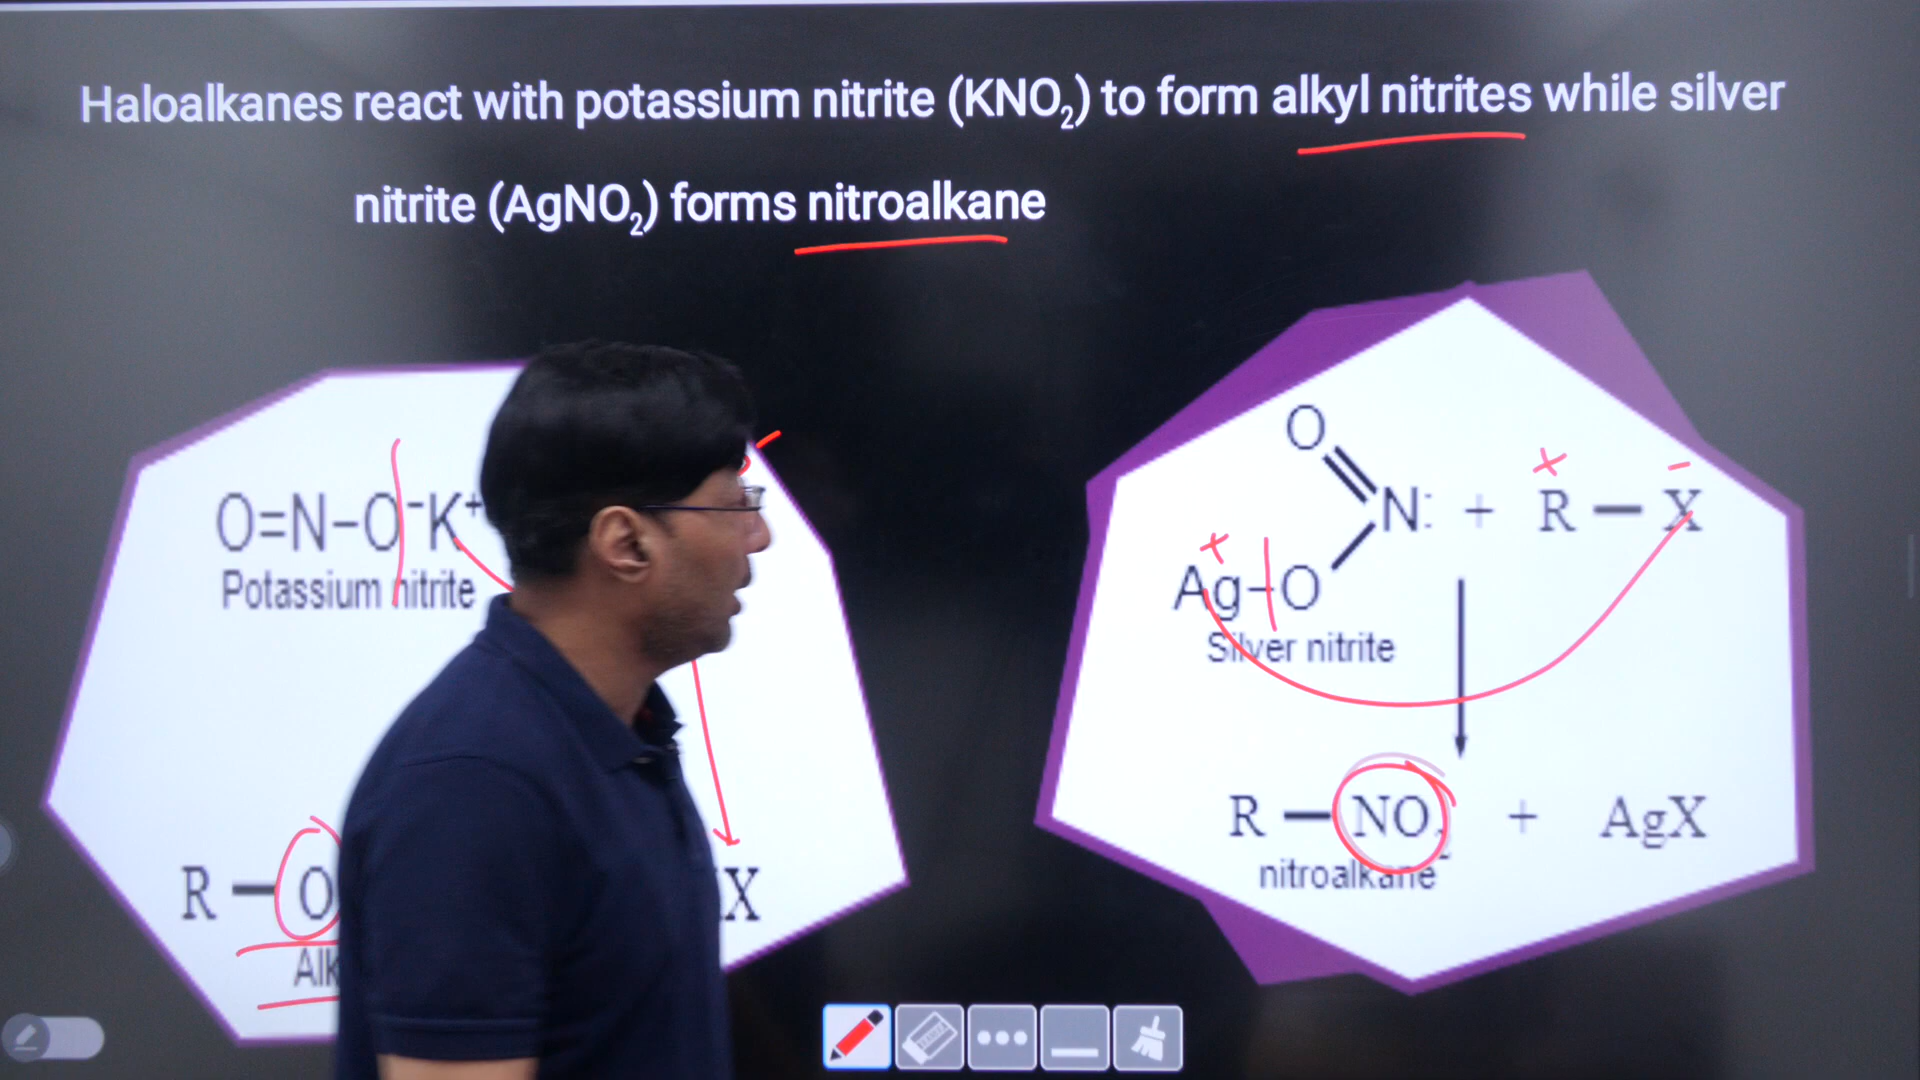 Haloalkanes react with potassium nitrite (KNO₂) to form alkyl nitrites while silver
nitrite (AgNO₂) forms nitroalkane
O=N–O⁻K⁺
Potassium nitrite
R — O
X
O
N: + R — X
Ag–O
Silver nitrite
R — NO₂ + AgX
nitroalkane